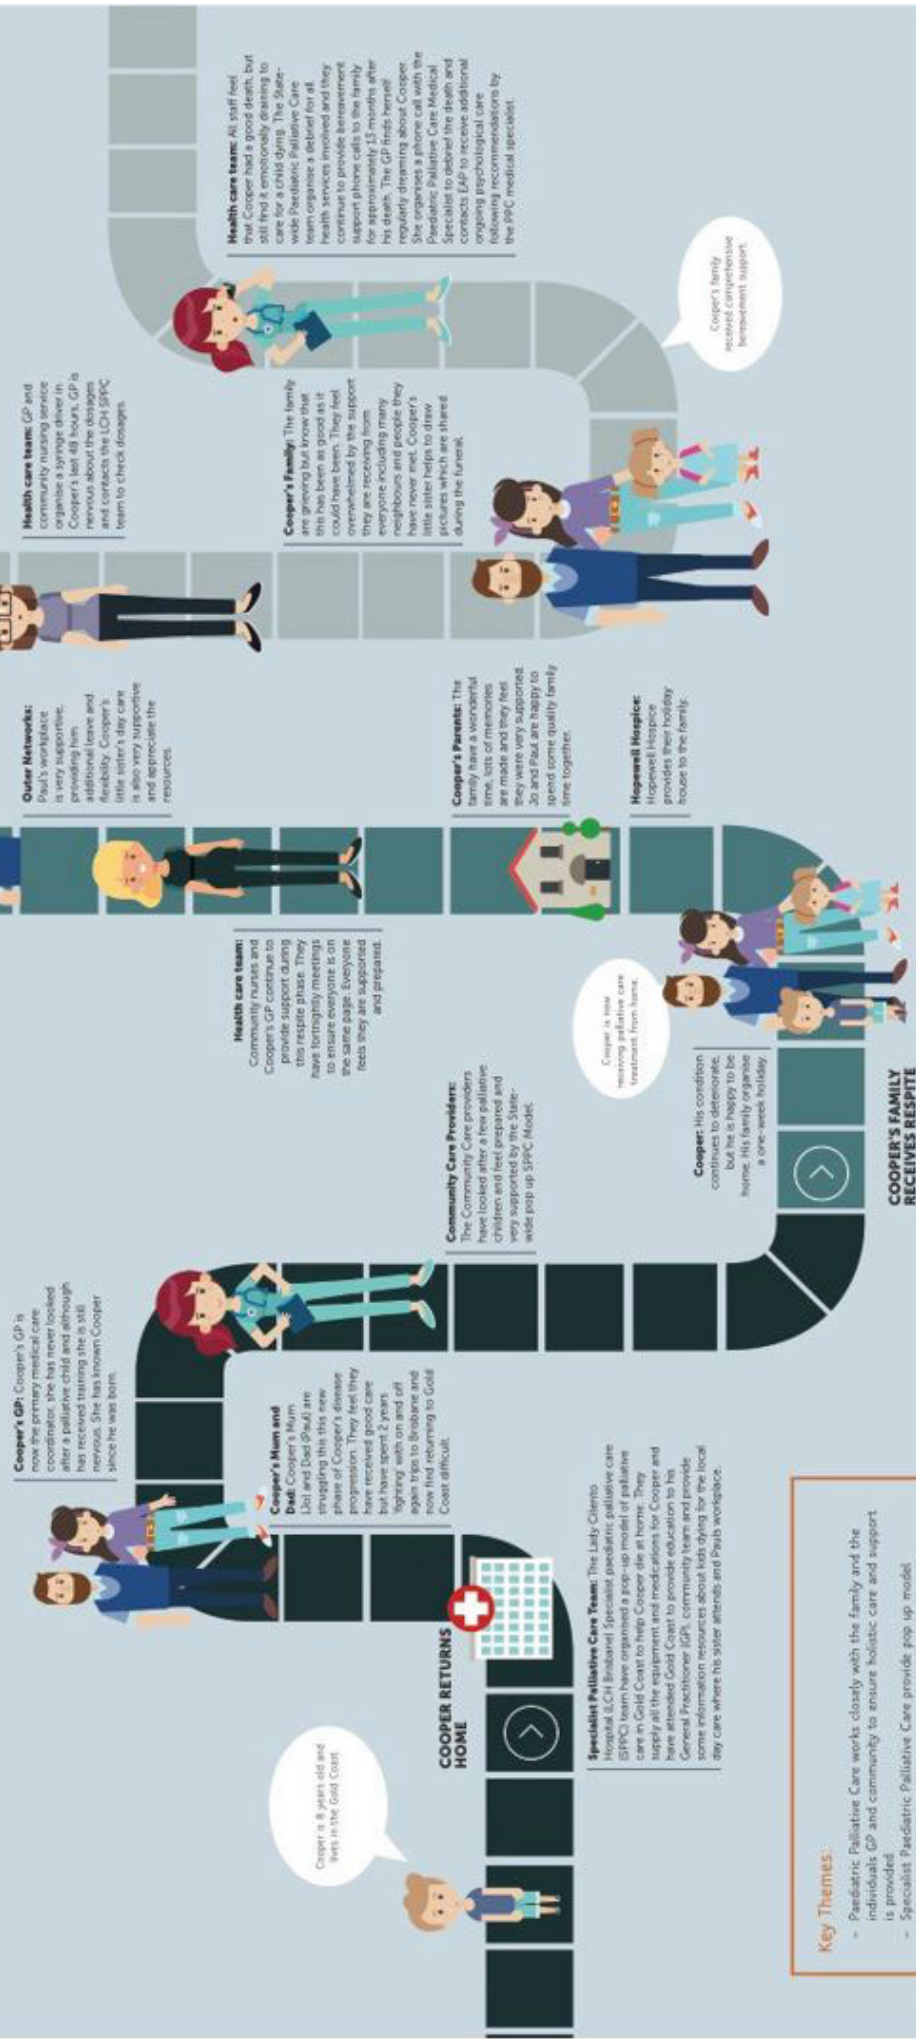 Cooper is 8 years old and
lives in the Gold Coast
COOPER RETURNS
HOME
Specialist Palliative Care Team: The Lady Cilento
Hospital (LCH Brisbane) Specialist paediatric palliative care
(SPPC) team have organised a pop-up model of palliative
care in Gold Coast to help Cooper die at home. They
supply all the equipment and medications for Cooper and
have attended Gold Coast to provide education to his
General Practitioner (GP), community team and provide
some information resources about kids dying for the local
day care where his sister attends and Pauls workplace.
Cooper's Mum and
Dad: Cooper's Mum
(Jo) and Dad (Paul) are
struggling this this new
phase of Cooper's disease
progression. They feel they
have received good care
but have spent 2 years
'fighting' with on and off
again trips to Brisbane and
now find returning to Gold
Coast difficult.
Cooper's GP: Cooper's GP is
now the primary medical care
coordinator, she has never looked
after a palliative child and although
has received training she is still
nervous. She has known Cooper
since he was born.
Community Care Providers:
The Community Care providers
have looked after a few palliative
children and feel prepared and
very supported by the State-
wide pop up SPPC Model.
COOPER'S FAMILY
RECEIVES RESPITE
Cooper: His condition
continues to deteriorate,
but he is happy to be
home. His family organise
a one-week holiday.
Cooper is now
receiving palliative care
treatment from home.
Health care team:
Community nurses and
Cooper's GP continue to
provide support during
this respite phase. They
have fortnightly meetings
to ensure everyone is on
the same page. Everyone
feels they are supported
and prepared.
Hopewell Hospice:
Hopewell Hospice
provides their holiday
house to the family.
Cooper's Parents: The
family have a wonderful
time, lots of memories
are made and they feel
they were very supported.
Jo and Paul are happy to
spend some quality family
time together.
Outer Networks:
Paul's workplace
is very supportive,
providing him
additional leave and
flexibility. Cooper's
little sister's day care
is also very supportive
and appreciate the
resources.
Health care team: GP and
community nursing service
organise a syringe driver in
Cooper's last 48 hours. GP is
nervous about the dosages
and contacts the LCH SPPC
team to check dosages.
Cooper's Family: The family
are grieving but know that
this has been as good as it
could have been. They feel
overwhelmed by the support
they are receiving from
everyone including many
neighbours and people they
have never met. Cooper's
little sister helps to draw
pictures which are shared
during the funeral.
Cooper's family
received comprehensive
bereavement support.
Health care team: All staff feel
that Cooper had a good death, but
still find it emotionally draining to
care for a child dying. The State-
wide Paediatric Palliative Care
team organise a debrief for all
health services involved and they
continue to provide bereavement
support phone calls to the family
for approximately 13 months after
his death. The GP finds herself
regularly dreaming about Cooper.
She organises a phone call with the
Paediatric Palliative Care Medical
Specialist to debrief the death and
contacts EAP to receive additional
ongoing psychological care
following recommendations by
the PPC medical specialist.
Key Themes:
- Paediatric Palliative Care works closely with the family and the
individuals GP and community to ensure holistic care and support
is provided
- Specialist Paediatric Palliative Care provide pop up model